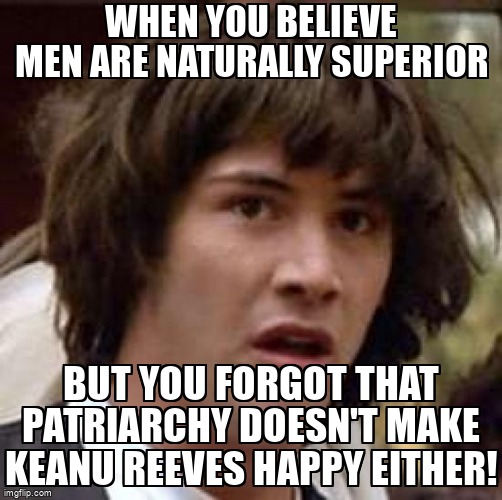 WHEN YOU BELIEVE
MEN ARE NATURALLY SUPERIOR
BUT YOU FORGOT THAT
PATRIARCHY DOESN'T MAKE
KEANU REEVES HAPPY EITHER!
imgflip.com